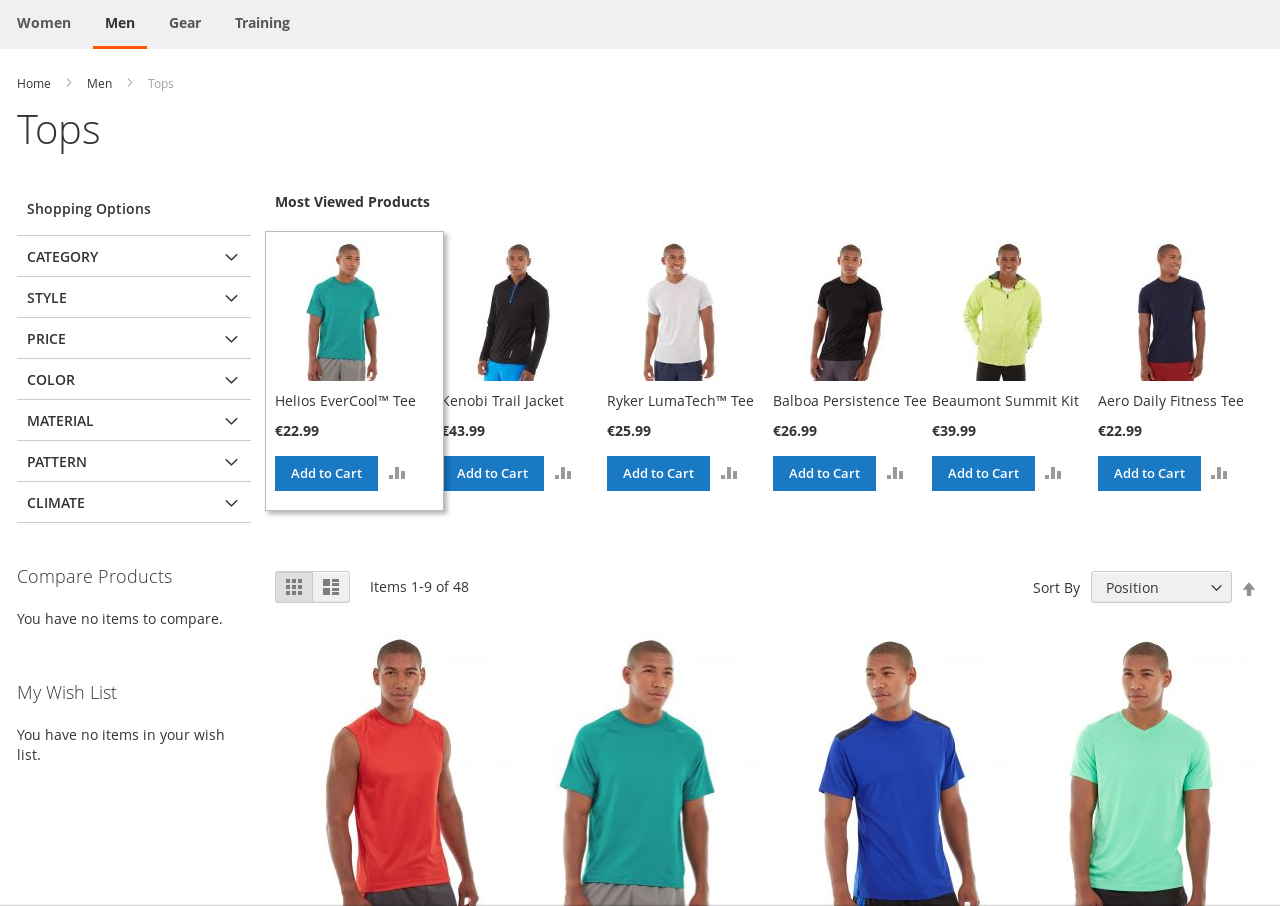 Women Men Gear Training
Home Men Tops
Tops
Shopping Options
CATEGORY
STYLE
PRICE
COLOR
MATERIAL
PATTERN
CLIMATE
Compare Products
You have no items to compare.
My Wish List
You have no items in your wish
list.
Most Viewed Products
Helios EverCool™ Tee
€22.99
Add to Cart
Kenobi Trail Jacket
€43.99
Add to Cart
Ryker LumaTech™ Tee
€25.99
Add to Cart
Balboa Persistence Tee
€26.99
Add to Cart
Beaumont Summit Kit
€39.99
Add to Cart
Aero Daily Fitness Tee
€22.99
Add to Cart
Items 1-9 of 48
Sort By Position